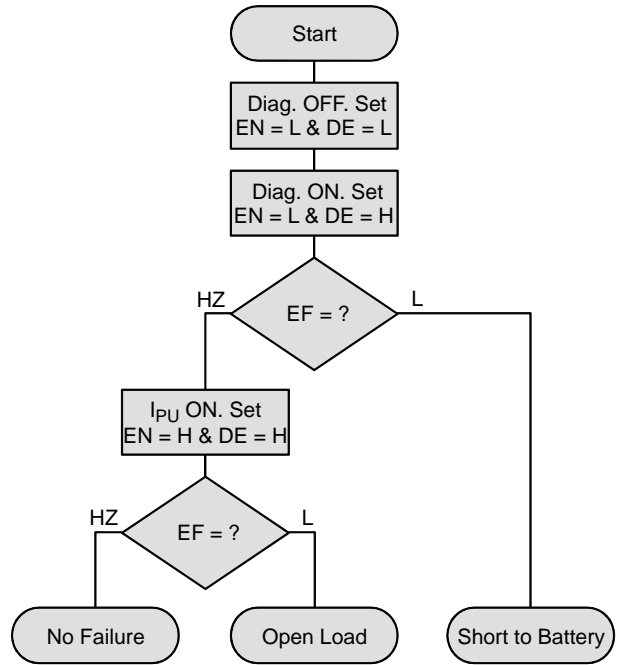 Start
Diag. OFF. Set
EN = L & DE = L
Diag. ON. Set
EN = L & DE = H
EF = ?
HZ
L
IPU ON. Set
EN = H & DE = H
EF = ?
HZ
L
No Failure
Open Load
Short to Battery